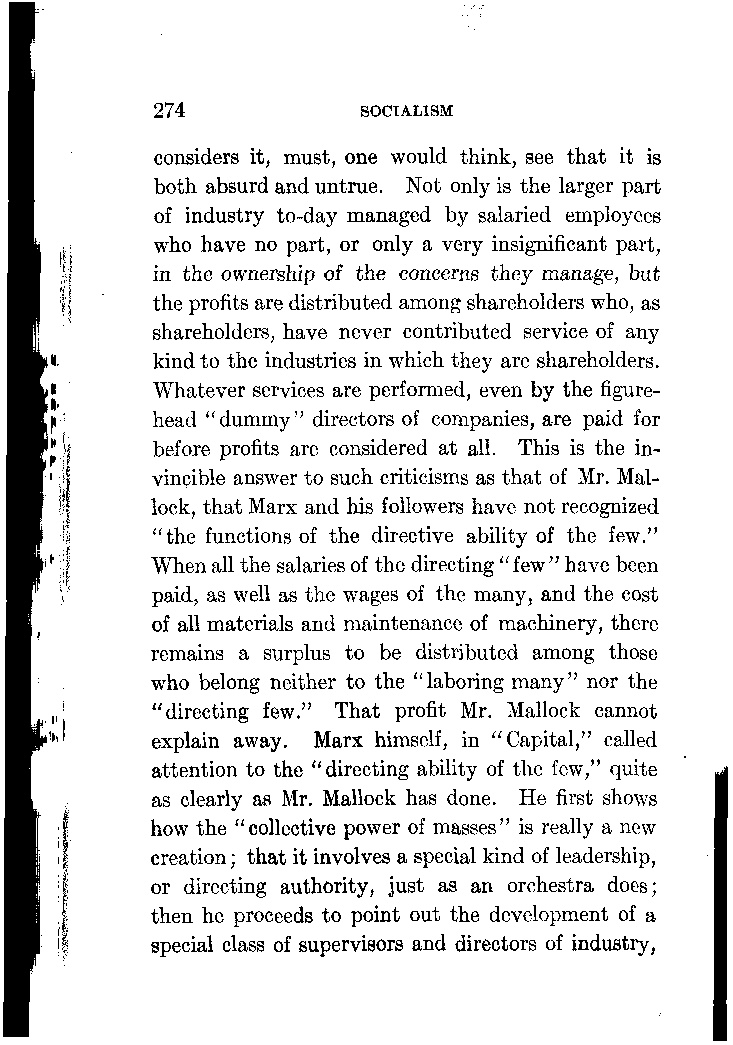 274 SOCIALISM
considers it, must, one would think, see that it is
both absurd and untrue. Not only is the larger part
of industry to-day managed by salaried employees
who have no part, or only a very insignificant part,
in the ownership of the concerns they manage, but
the profits are distributed among shareholders who, as
shareholders, have never contributed service of any
kind to the industries in which they are shareholders.
Whatever services are performed, even by the figure-
head "dummy" directors of companies, are paid for
before profits are considered at all. This is the in-
vincible answer to such criticisms as that of Mr. Mal-
lock, that Marx and his followers have not recognized
"the functions of the directive ability of the few."
When all the salaries of the directing "few" have been
paid, as well as the wages of the many, and the cost
of all materials and maintenance of machinery, there
remains a surplus to be distributed among those
who belong neither to the "laboring many" nor the
"directing few." That profit Mr. Mallock cannot
explain away. Marx himself, in "Capital," called
attention to the "directing ability of the few," quite
as clearly as Mr. Mallock has done. He first shows
how the "collective power of masses" is really a new
creation; that it involves a special kind of leadership,
or directing authority, just as an orchestra does;
then he proceeds to point out the development of a
special class of supervisors and directors of industry,